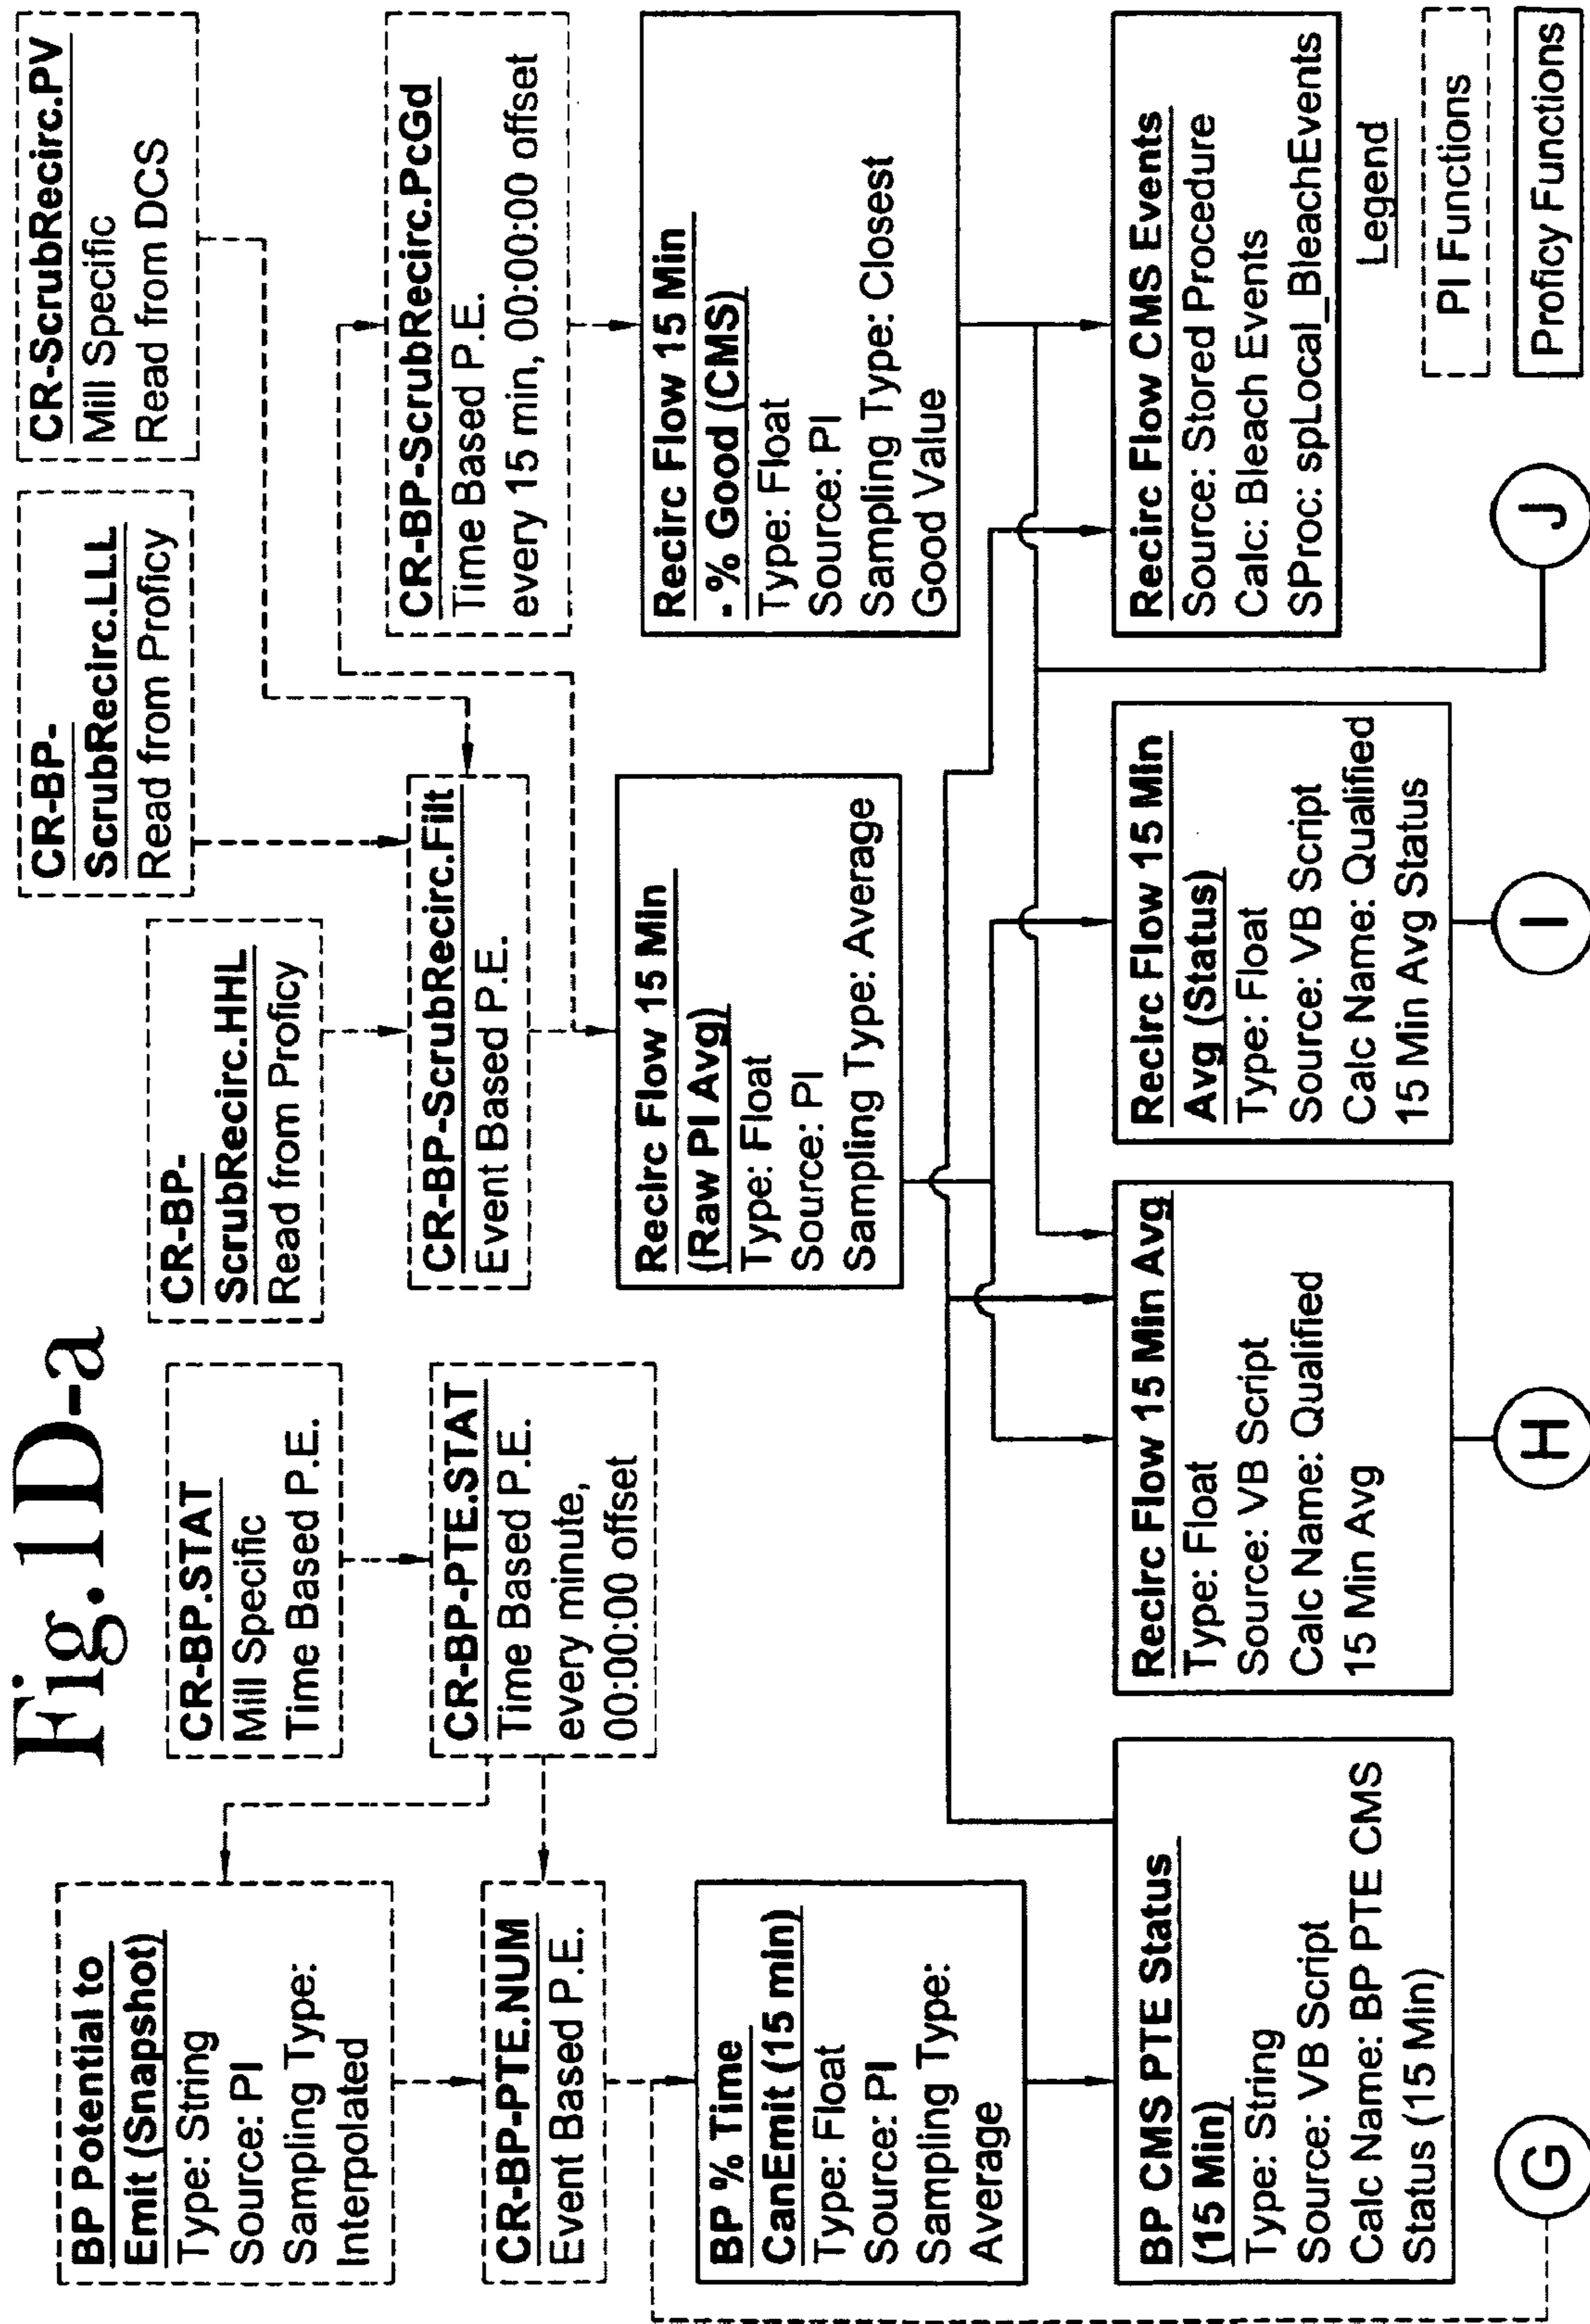 Fig.1D-a
BP Potential to
Emit (Snapshot)
Type: String
Source: PI
Sampling Type:
Interpolated
CR-BP.STAT
Mill Specific
Time Based P.E.
CR-BP-
ScrubRecirc.HHL
Read from Proficy
CR-BP-
ScrubRecirc.LLL
Read from Proficy
CR-ScrubRecirc.PV
Mill Specific
Read from DCS
CR-BP-PTE.STAT
Time Based P.E.
every minute,
00:00:00 offset
CR-BP-ScrubRecirc.Filt
Event Based P.E.
CR-BP-ScrubRecirc.PcGd
Time Based P.E.
every 15 min, 00:00:00 offset
CR-BP-PTE.NUM
Event Based P.E.
Recirc Flow 15 Min
(Raw PI Avg)
Type: Float
Source: PI
Sampling Type: Average
Recirc Flow 15 Min
- % Good (CMS)
Type: Float
Source: PI
Sampling Type: Closest
Good Value
BP % Time
CanEmit (15 min)
Type: Float
Source: PI
Sampling Type:
Average
BP CMS PTE Status
(15 Min)
Type: String
Source: VB Script
Calc Name: BP PTE CMS
Status (15 Min)
Recirc Flow 15 Min Avg
Type: Float
Source: VB Script
Calc Name: Qualified
15 Min Avg
Recirc Flow 15 Min
Avg (Status)
Type: Float
Source: VB Script
Calc Name: Qualified
15 Min Avg Status
Recirc Flow CMS Events
Source: Stored Procedure
Calc: Bleach Events
SProc: spLocal_BleachEvents
G
H
I
J
Legend
PI Functions
Proficy Functions